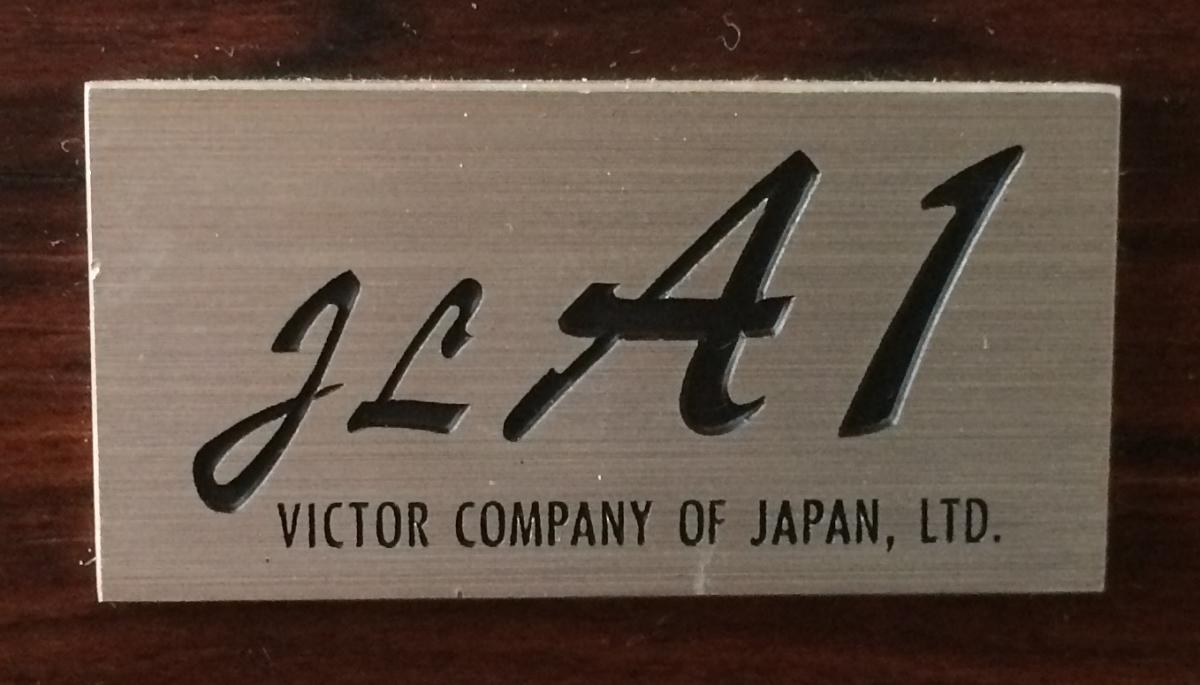 JL A1
VICTOR COMPANY OF JAPAN, LTD.